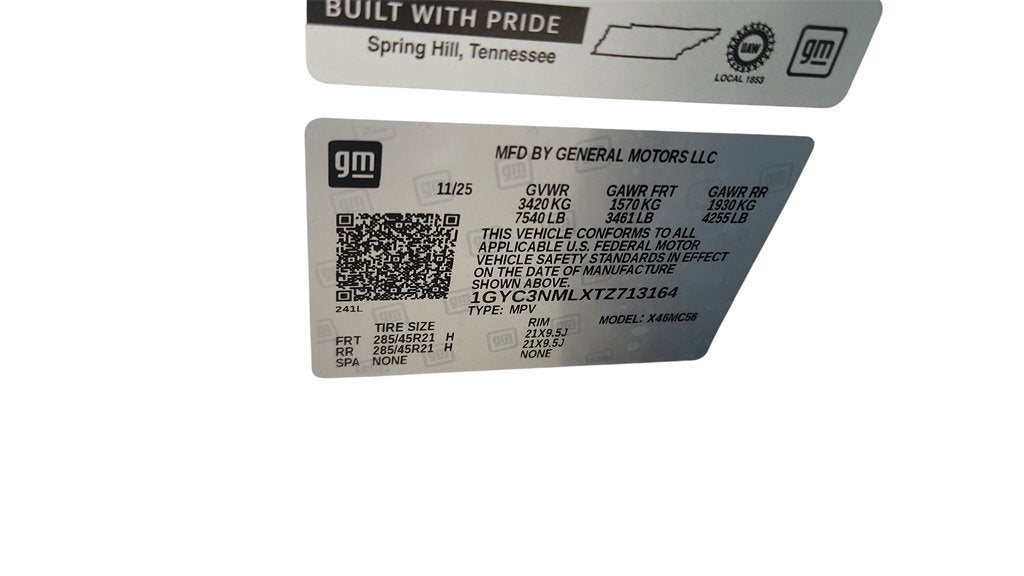 BUILT WITH PRIDE
Spring Hill, Tennessee
UAW
LOCAL 1853
gm
gm
MFD BY GENERAL MOTORS LLC
11/25 GVWR GAWR FRT GAWR RR
3420 KG 1570 KG 1930 KG
7540 LB 3461 LB 4255 LB
THIS VEHICLE CONFORMS TO ALL
APPLICABLE U.S. FEDERAL MOTOR
VEHICLE SAFETY STANDARDS IN EFFECT
ON THE DATE OF MANUFACTURE
SHOWN ABOVE.
1GYC3NMLXTZ713164
241L
TYPE: MPV MODEL: X46MC56
TIRE SIZE RIM
FRT 285/45R21 H 21X9.5J
RR 285/45R21 H 21X9.5J
SPA NONE NONE